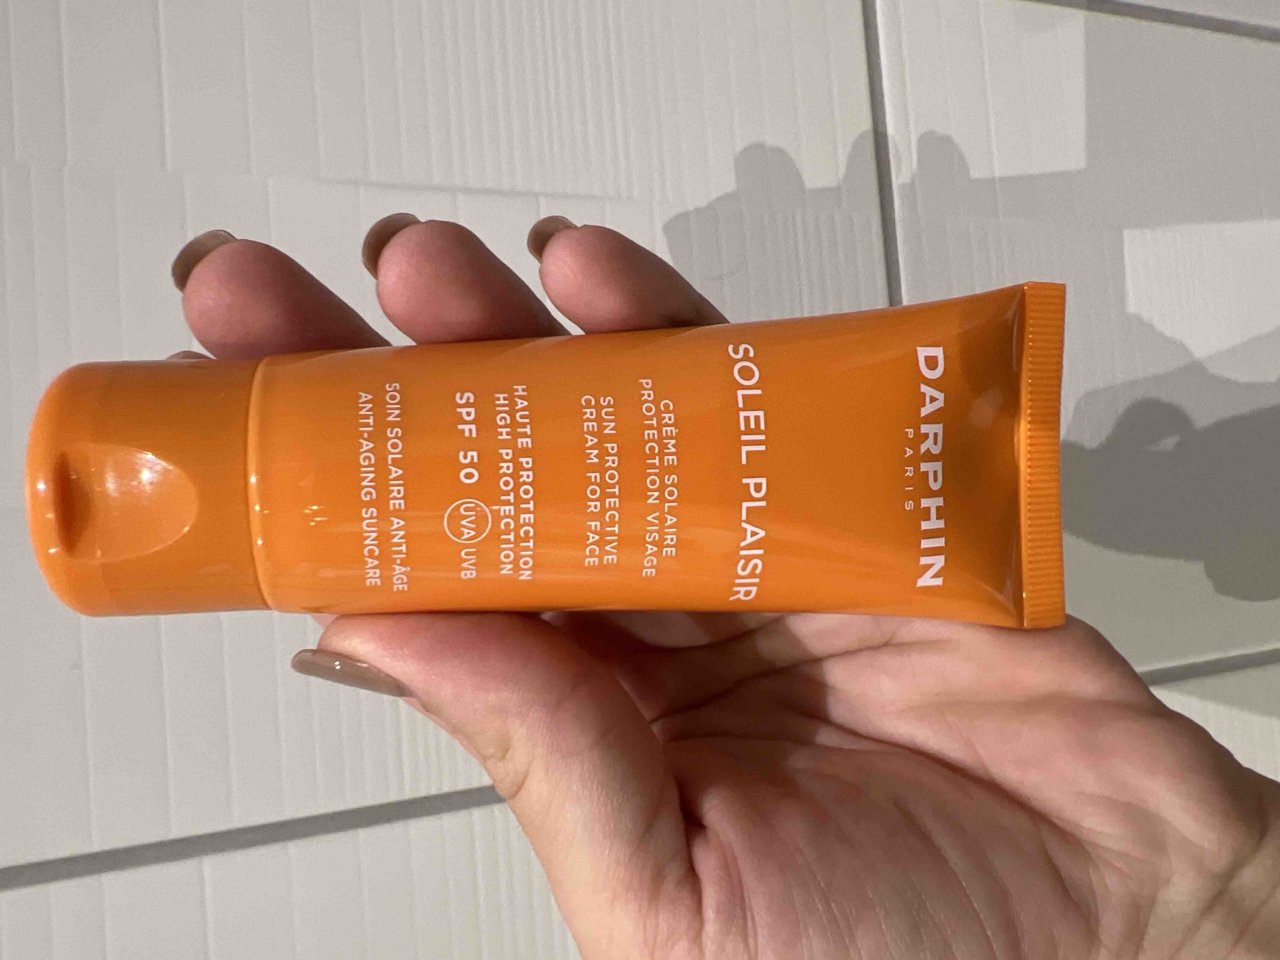 DARPHIN
PARIS
SOLEIL PLAISIR
CRÈME SOLAIRE
PROTECTION VISAGE
SUN PROTECTIVE
CREAM FOR FACE
HAUTE PROTECTION
HIGH PROTECTION
SPF 50 UVA UVB
SOIN SOLAIRE ANTI-ÂGE
ANTI-AGING SUNCARE